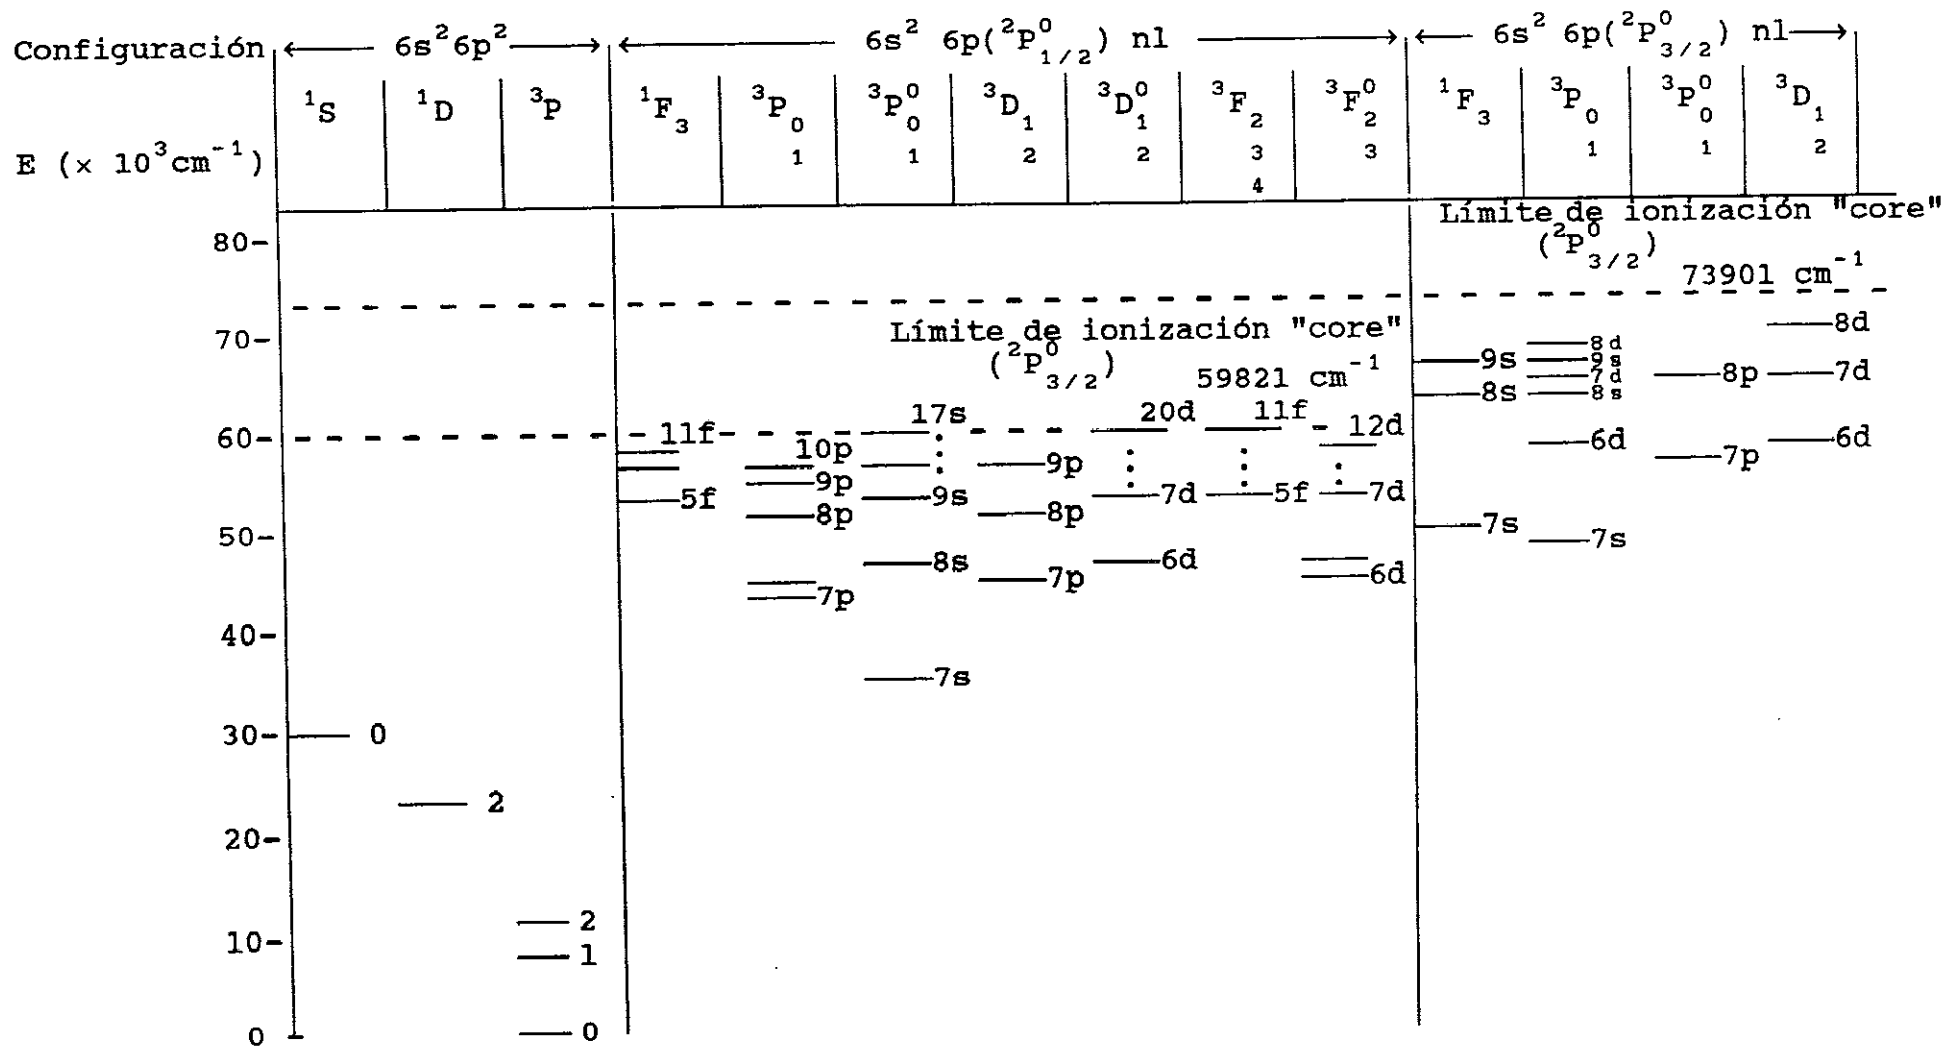 Configuración ← 6s²6p² → ← 6s² 6p(²P⁰₁/₂) nl → ← 6s² 6p(²P⁰₃/₂) nl →
¹S ¹D ³P ¹F₃ ³P₀ ³P⁰₀ ³D₁ ³D⁰₁ ³F₂ ³F⁰₂ ¹F₃ ³P₀ ³P⁰₀ ³D₁
1 1 2 2 3 3 1 1 2
4
E (× 10³cm⁻¹)
Límite de ionización "core"
(²P⁰₃/₂)
73901 cm⁻¹
80-
70-
Límite de ionización "core"
(²P⁰₃/₂)
59821 cm⁻¹
8d
8d
9s
9s
7d
8s
8s
8p
7d
17s
20d
11f
12d
60-
11f
10p
9p
6d
7p
6d
9p
5f
8p
9s
8p
7d
5f
7d
7s
7s
50-
8s
7p
6d
6d
7p
40-
7s
30-
0
2
20-
2
10-
1
0
0